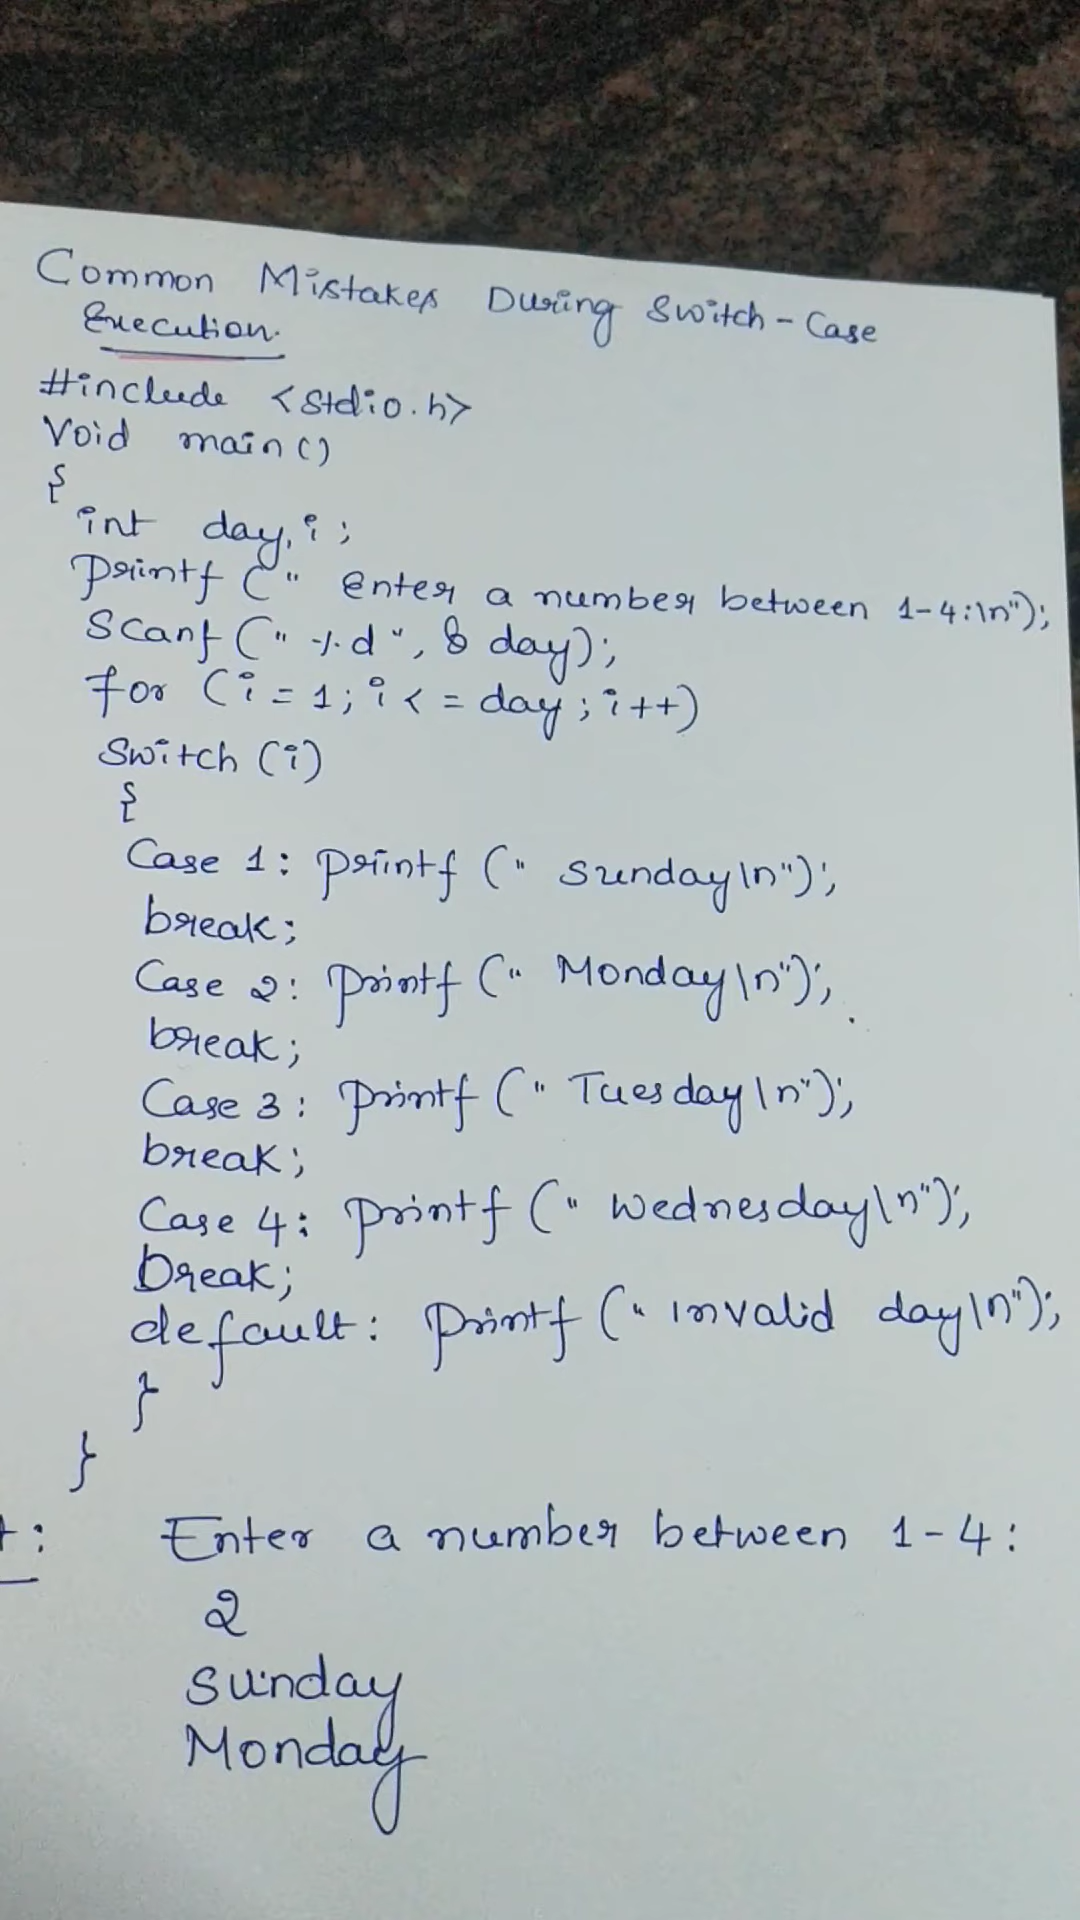 Common Mistakes During Switch-Case
Execution.
#include <stdio.h>
Void main()
{
int day, i;
printf (" enter a number between 1-4:\n");
Scanf (" %d", & day);
for (i = 1; i < = day ; i ++)
Switch (i)
{
Case 1: printf (" Sunday\n");
break;
Case 2: printf (" Monday\n");
break;
Case 3: printf (" Tuesday\n");
break;
Case 4: printf (" Wednesday\n");
break;
default: printf (" invalid day\n");
}
}
t: Enter a number between 1-4:
2
Sunday
Monday